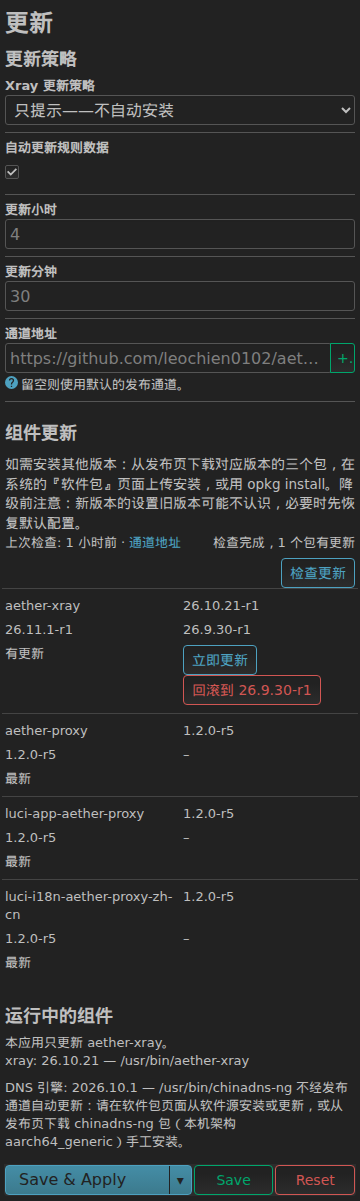 更新
更新策略
Xray 更新策略
只提示——不自动安装
自动更新规则数据
更新小时
4
更新分钟
30
通道地址
https://github.com/leochien0102/aet… +
? 留空则使用默认的发布通道。
组件更新
如需安装其他版本：从发布页下载对应版本的三个包，在
系统的『软件包』页面上传安装，或用 opkg install。降
级前注意：新版本的设置旧版本可能不认识，必要时先恢
复默认配置。
上次检查: 1 小时前 · 通道地址 检查完成，1 个包有更新
检查更新
aether-xray 26.10.21-r1
26.11.1-r1 26.9.30-r1
有更新 立即更新
回滚到 26.9.30-r1
aether-proxy 1.2.0-r5
1.2.0-r5 –
最新
luci-app-aether-proxy 1.2.0-r5
1.2.0-r5 –
最新
luci-i18n-aether-proxy-zh- 1.2.0-r5
cn
1.2.0-r5 –
最新
运行中的组件
本应用只更新 aether-xray。
xray: 26.10.21 — /usr/bin/aether-xray
DNS 引擎: 2026.10.1 — /usr/bin/chinadns-ng 不经发布
通道自动更新：请在软件包页面从软件源安装或更新，或从
发布页下载 chinadns-ng 包（本机架构
aarch64_generic）手工安装。
Save & Apply ▾ Save Reset